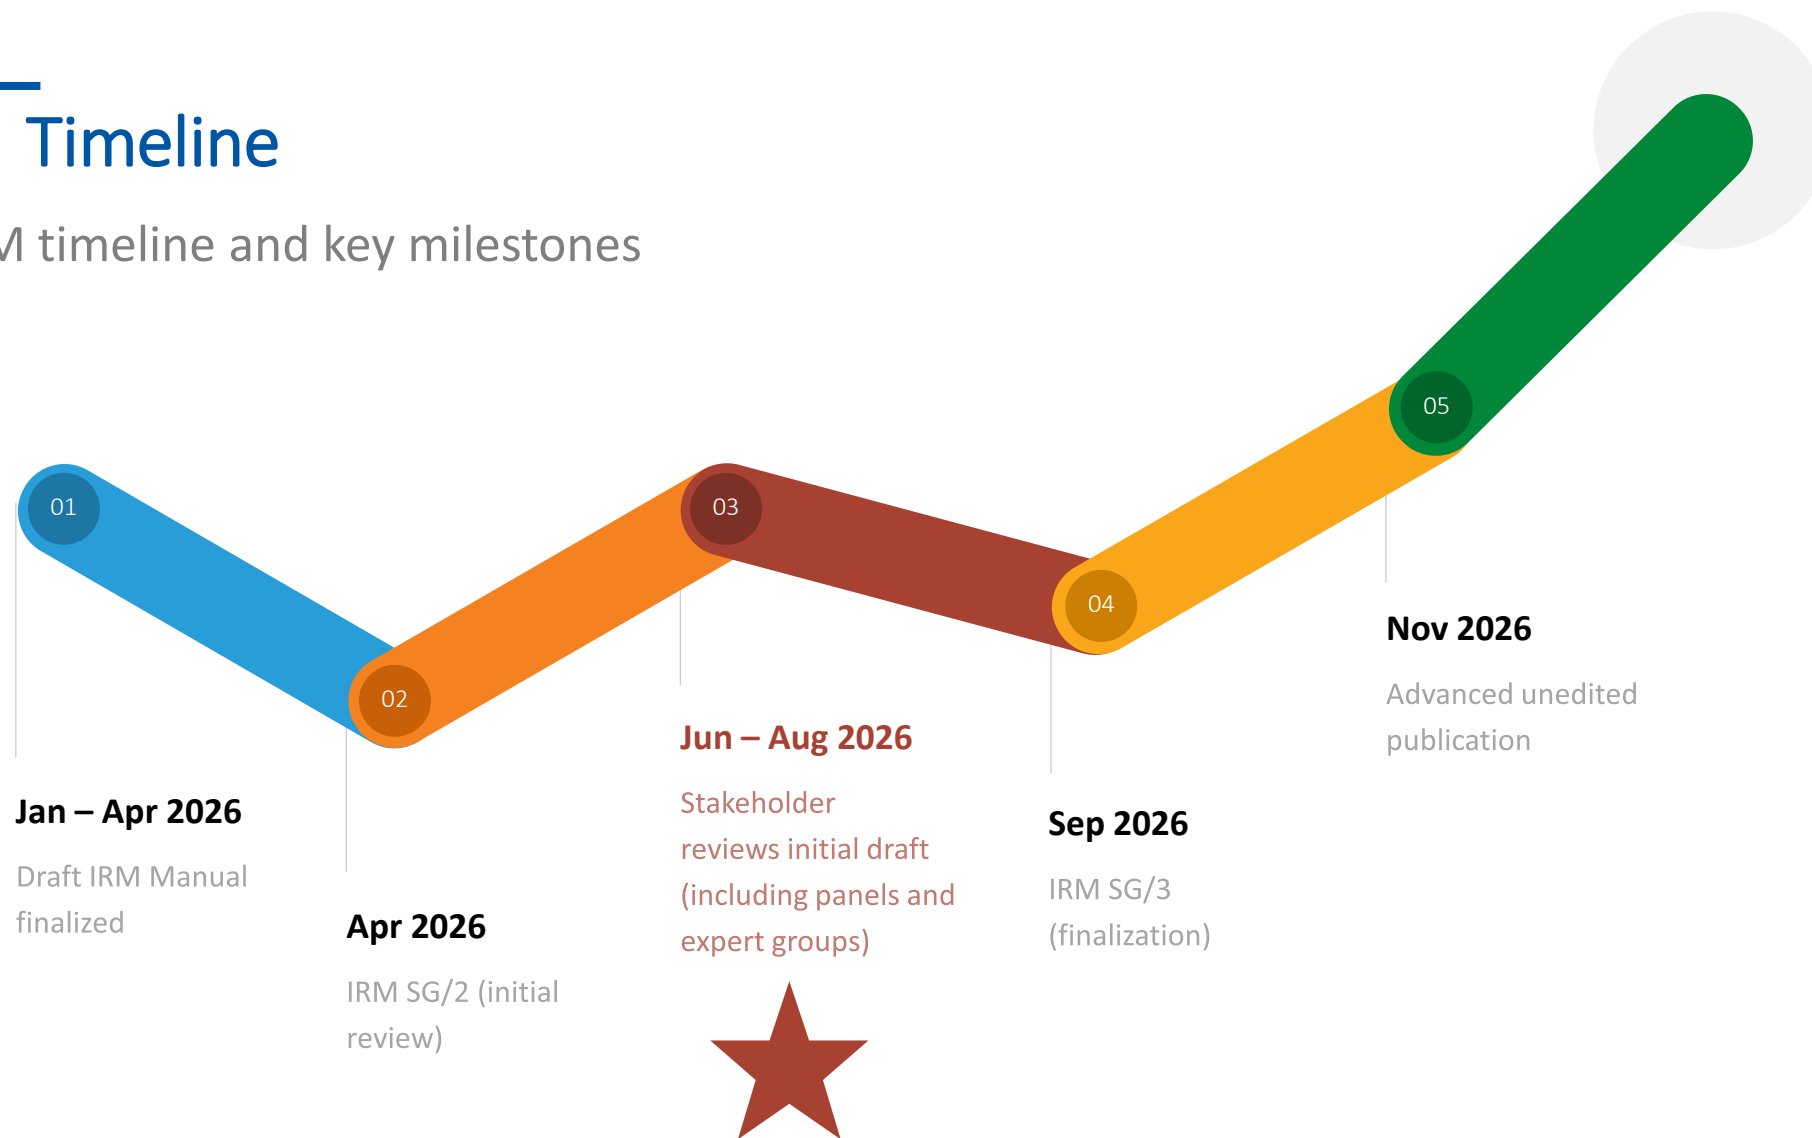 Timeline
M timeline and key milestones
01
02
03
04
05
Jan – Apr 2026
Draft IRM Manual
finalized
Apr 2026
IRM SG/2 (initial
review)
Jun – Aug 2026
Stakeholder
reviews initial draft
(including panels and
expert groups)
Sep 2026
IRM SG/3
(finalization)
Nov 2026
Advanced unedited
publication